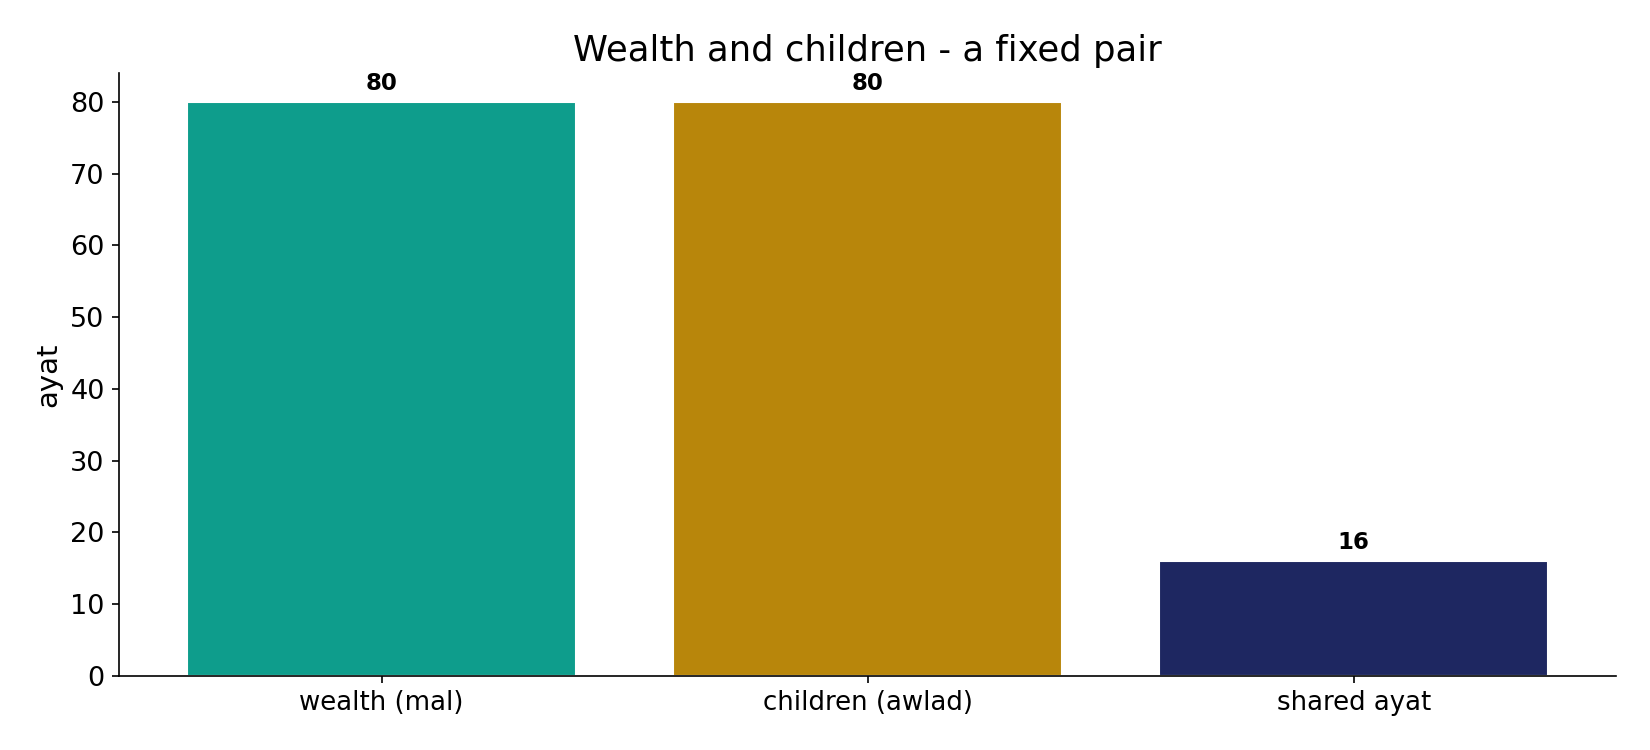 Wealth and children - a fixed pair
80
80
16
ayat
80
70
60
50
40
30
20
10
0
wealth (mal)
children (awlad)
shared ayat